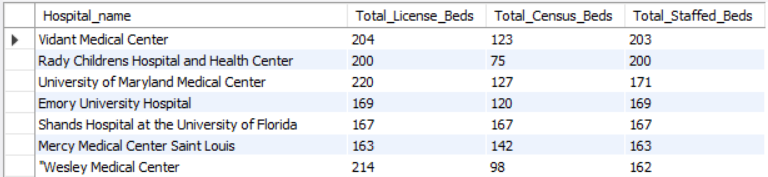 Hospital_name Total_License_Beds Total_Census_Beds Total_Staffed_Beds
Vidant Medical Center 204 123 203
Rady Childrens Hospital and Health Center 200 75 200
University of Maryland Medical Center 220 127 171
Emory University Hospital 169 120 169
Shands Hospital at the University of Florida 167 167 167
Mercy Medical Center Saint Louis 163 142 163
"Wesley Medical Center 214 98 162